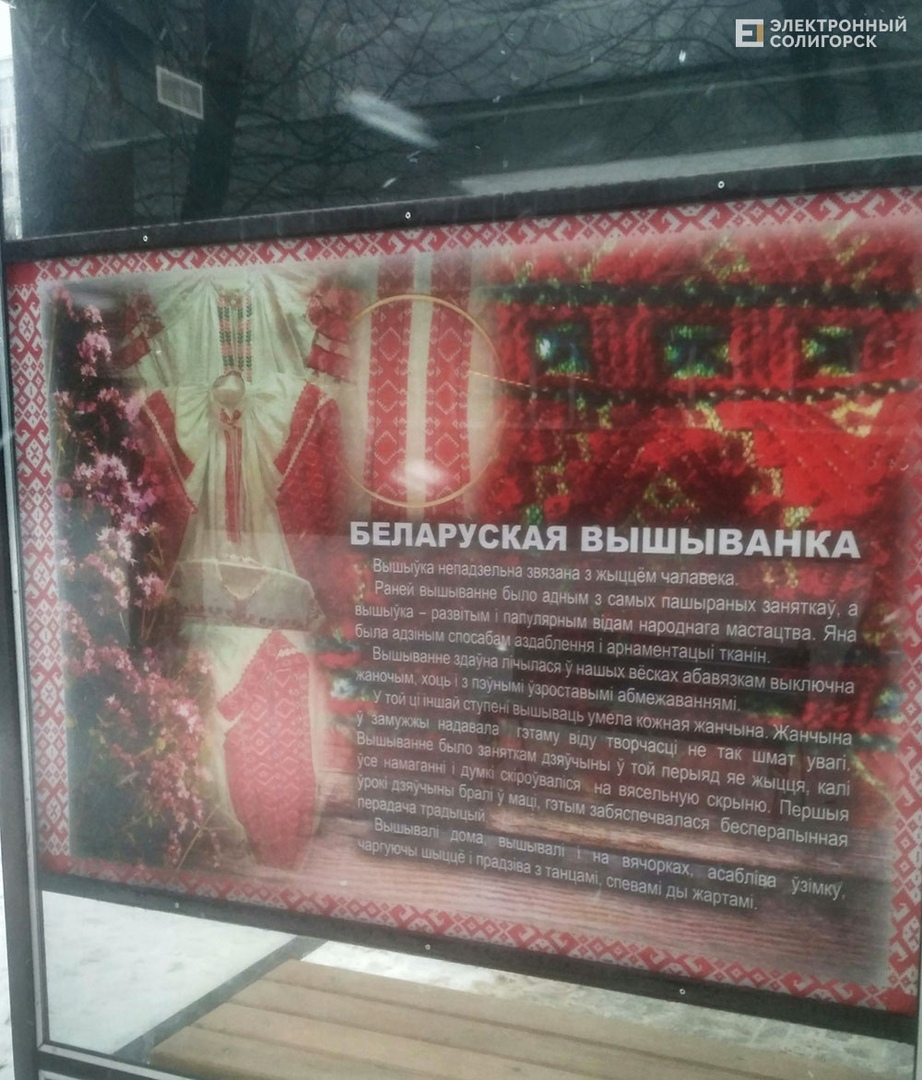 ЭЛЕКТРОННЫЙ
СОЛИГОРСК
БЕЛАРУСКАЯ ВЫШЫВАНКА
Вышыўка непадзельна звязана з жыццём чалавека.
Раней вышыванне было адным з самых пашыраных заняткаў, а
вышыўка – развітым і папулярным відам народнага мастацтва. Яна
была адзіным спосабам аздаблення і арнаментацыі тканін.
Вышыванне здаўна лічылася ў нашых вёсках абавязкам выключна
жаночым, хоць і з пэўнымі ўзроставымі абмежаваннямі.
У той ці іншай ступені вышываць умела кожная жанчына. Жанчына
ў замужжы надавала гэтаму віду творчасці не так шмат увагі.
Вышыванне было заняткам дзяўчыны ў той перыяд яе жыцця, калі
ўсе намаганні і думкі скіроўваліся на вясельную скрыню. Першыя
ўрокі дзяўчыны бралі ў маці, гэтым забяспечвалася бесперапынная
перадача традыцый
Вышывалі дома, вышывалі і на вячорках, асабліва ўзімку,
чаргуючы шыццё і прадзіва з танцамі, спевамі ды жартамі.